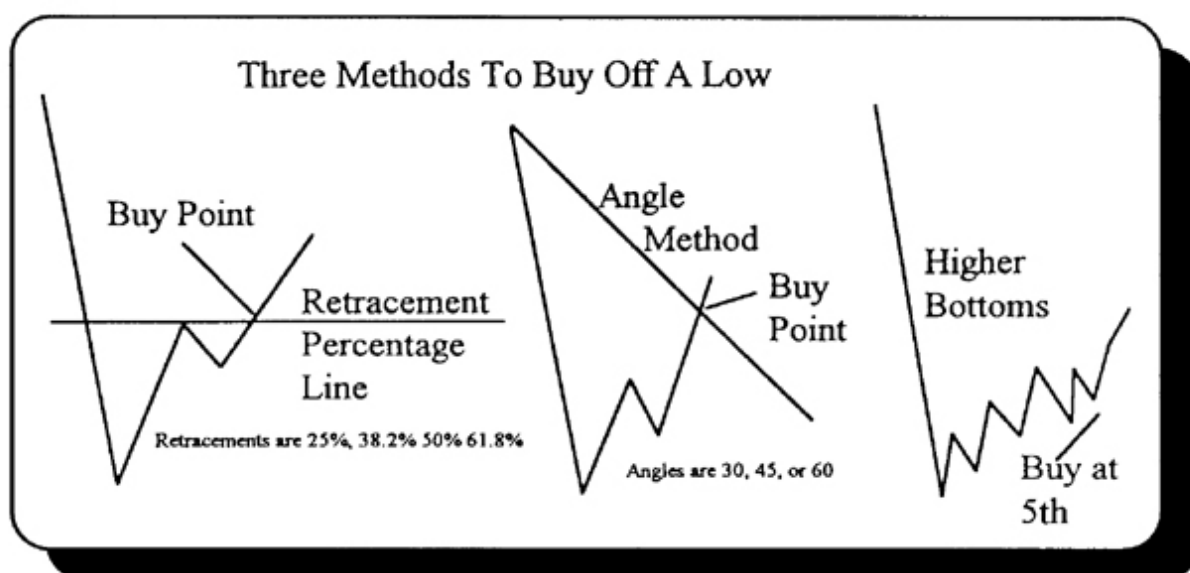 Three Methods To Buy Off A Low
Buy Point
Retracement
Percentage
Line
Retracements are 25%, 38.2% 50% 61.8%
Angle
Method
Buy
Point
Angles are 30, 45, or 60
Higher
Bottoms
Buy at
5th